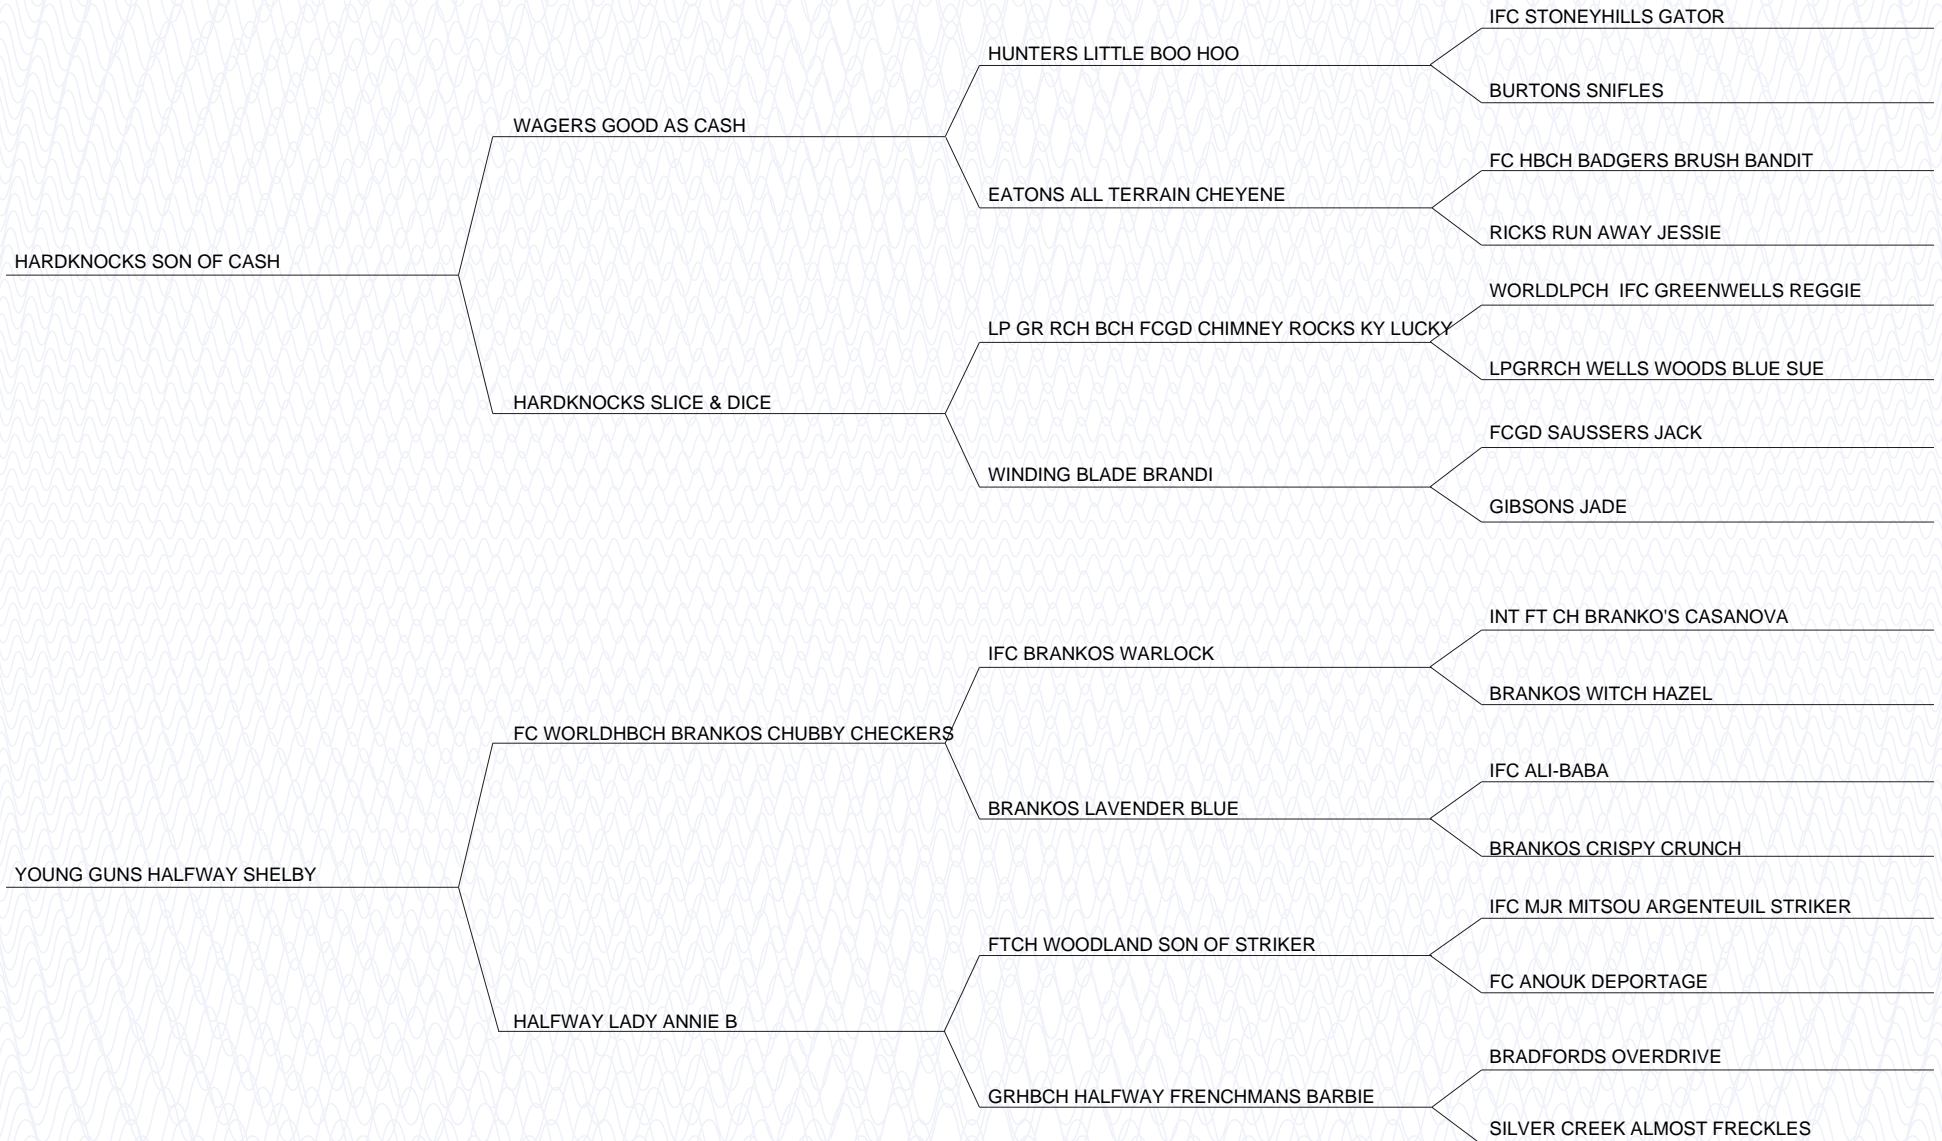 IFC STONEYHILLS GATOR
HUNTERS LITTLE BOO HOO
BURTONS SNIFLES
WAGERS GOOD AS CASH
FC HBCH BADGERS BRUSH BANDIT
EATONS ALL TERRAIN CHEYENE
RICKS RUN AWAY JESSIE
HARDKNOCKS SON OF CASH
WORLDLPCH  IFC GREENWELLS REGGIE
LP GR RCH BCH FCGD CHIMNEY ROCKS KY LUCKY
LPGRRCH WELLS WOODS BLUE SUE
HARDKNOCKS SLICE & DICE
FCGD SAUSSERS JACK
WINDING BLADE BRANDI
GIBSONS JADE
INT FT CH BRANKO'S CASANOVA
IFC BRANKOS WARLOCK
BRANKOS WITCH HAZEL
FC WORLDHBCH BRANKOS CHUBBY CHECKERS
IFC ALI-BABA
BRANKOS LAVENDER BLUE
BRANKOS CRISPY CRUNCH
YOUNG GUNS HALFWAY SHELBY
IFC MJR MITSOU ARGENTEUIL STRIKER
FTCH WOODLAND SON OF STRIKER
FC ANOUK DEPORTAGE
HALFWAY LADY ANNIE B
BRADFORDS OVERDRIVE
GRHBCH HALFWAY FRENCHMANS BARBIE
SILVER CREEK ALMOST FRECKLES